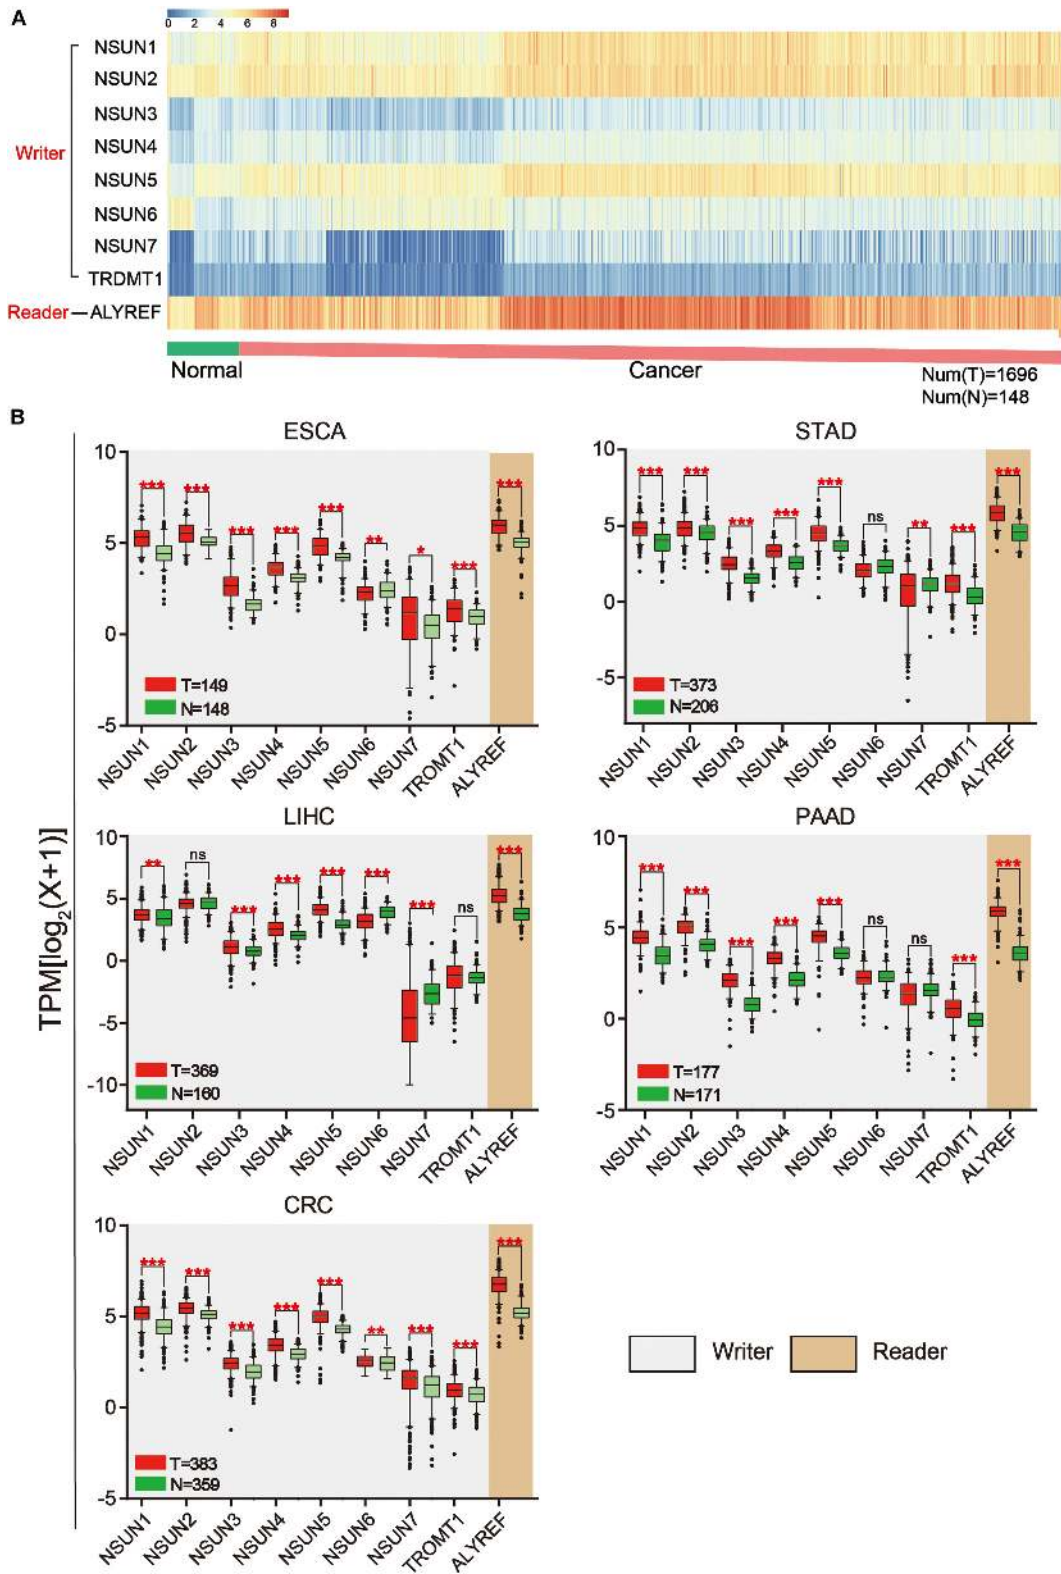 A
0 2 4 6 8
NSUN1
NSUN2
NSUN3
NSUN4
Writer
NSUN5
NSUN6
NSUN7
TRDMT1
Reader
ALYREF
Normal
Cancer
Num(T)=1696
Num(N)=148
B
TPM[log2(X+1)]
ESCA
10
5
0
-5
*** *** *** *** *** ** * *** ***
T=149
N=148
NSUN1 NSUN2 NSUN3 NSUN4 NSUN5 NSUN6 NSUN7 TROMT1 ALYREF
STAD
10
5
0
-5
*** *** *** *** *** ns ** *** ***
T=373
N=206
NSUN1 NSUN2 NSUN3 NSUN4 NSUN5 NSUN6 NSUN7 TROMT1 ALYREF
LIHC
10
5
0
-5
-10
** ns *** *** *** *** *** ns ***
T=369
N=160
NSUN1 NSUN2 NSUN3 NSUN4 NSUN5 NSUN6 NSUN7 TROMT1 ALYREF
PAAD
10
5
0
-5
*** *** *** *** *** ns ns *** ***
T=177
N=171
NSUN1 NSUN2 NSUN3 NSUN4 NSUN5 NSUN6 NSUN7 TROMT1 ALYREF
CRC
10
5
0
-5
*** *** *** *** *** ** *** *** ***
T=383
N=359
NSUN1 NSUN2 NSUN3 NSUN4 NSUN5 NSUN6 NSUN7 TROMT1 ALYREF
Writer
Reader